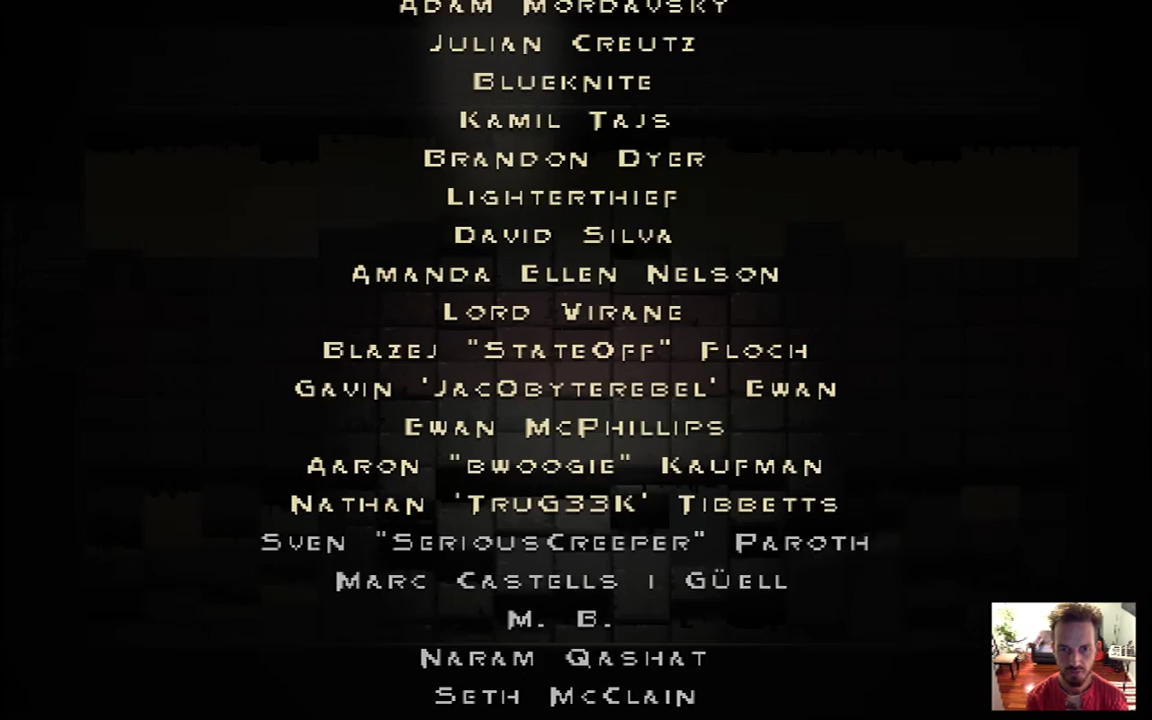 Adam Mordavsky
Julian Creutz
Blueknite
Kamil Tajs
Brandon Dyer
Lighterthief
David Silva
Amanda Ellen Nelson
Lord Virane
Blazej "StateOff" Floch
Gavin 'JacObyterebel' Ewan
Ewan McPhillips
Aaron "bwoogie" Kaufman
Nathan 'TruG33K' Tibbetts
Sven "SeriousCreeper" Paroth
Marc Castells i Güell
M. B.
Naram Qashat
Seth McClain